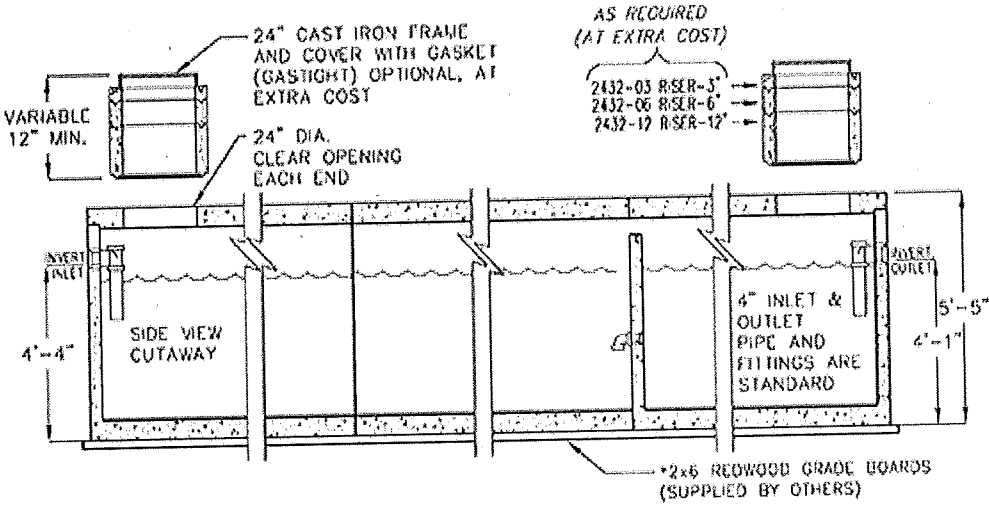 24" CAST IRON FRAME
AND COVER WITH GASKET
(GASTIGHT) OPTIONAL, AT
EXTRA COST
AS REQUIRED
(AT EXTRA COST)
2432-03 RISER-3"
2432-06 RISER-6"
2432-12 RISER-12"
VARIABLE
12" MIN.
24" DIA.
CLEAR OPENING
EACH END
INVERT
INLET
INVERT
OUTLET
SIDE VIEW
CUTAWAY
4'-4"
4" INLET &
OUTLET
PIPE AND
FITTINGS ARE
STANDARD
5'-5"
4'-1"
*2x6 REDWOOD GRADE BOARDS
(SUPPLIED BY OTHERS)